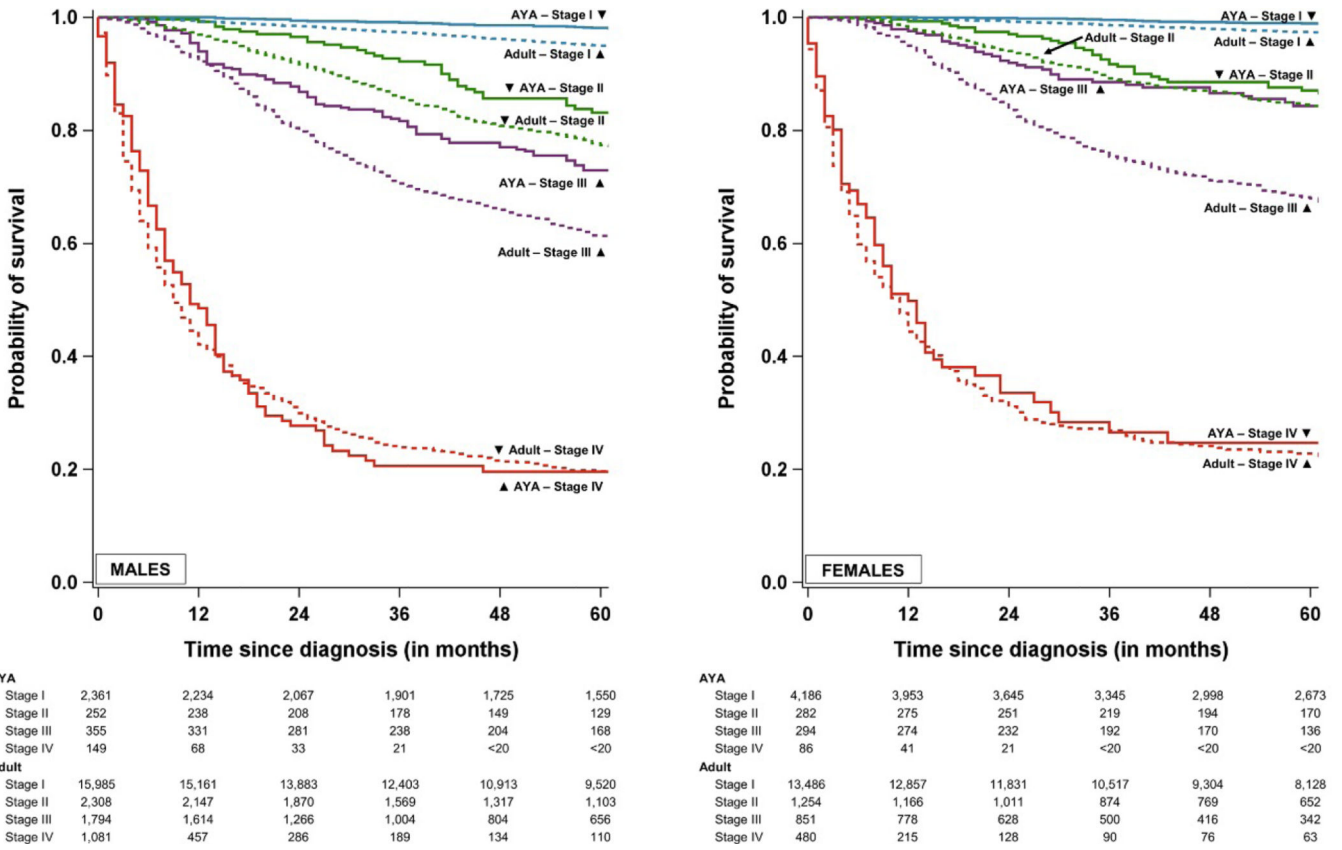 Probability of survival
1.0
0.8
0.6
0.4
0.2
0.0
AYA – Stage I ▼
Adult – Stage I ▲
▼ AYA – Stage II
▼ Adult – Stage II
AYA – Stage III ▲
Adult – Stage III ▲
▼ Adult – Stage IV
▲ AYA – Stage IV
MALES
0 12 24 36 48 60
Time since diagnosis (in months)
YA
Stage I 2,361 2,234 2,067 1,901 1,725 1,550
Stage II 252 238 208 178 149 129
Stage III 355 331 281 238 204 168
Stage IV 149 68 33 21 <20 <20
dult
Stage I 15,985 15,161 13,883 12,403 10,913 9,520
Stage II 2,308 2,147 1,870 1,569 1,317 1,103
Stage III 1,794 1,614 1,266 1,004 804 656
Stage IV 1,081 457 286 189 134 110
Probability of survival
1.0
0.8
0.6
0.4
0.2
0.0
AYA – Stage I ▼
Adult – Stage II
Adult – Stage I ▲
▼ AYA – Stage II
AYA – Stage III ▲
Adult – Stage III ▲
AYA – Stage IV ▼
Adult – Stage IV ▲
FEMALES
0 12 24 36 48 60
Time since diagnosis (in months)
AYA
Stage I 4,186 3,953 3,645 3,345 2,998 2,673
Stage II 282 275 251 219 194 170
Stage III 294 274 232 192 170 136
Stage IV 86 41 21 <20 <20 <20
Adult
Stage I 13,486 12,857 11,831 10,517 9,304 8,128
Stage II 1,254 1,166 1,011 874 769 652
Stage III 851 778 628 500 416 342
Stage IV 480 215 128 90 76 63